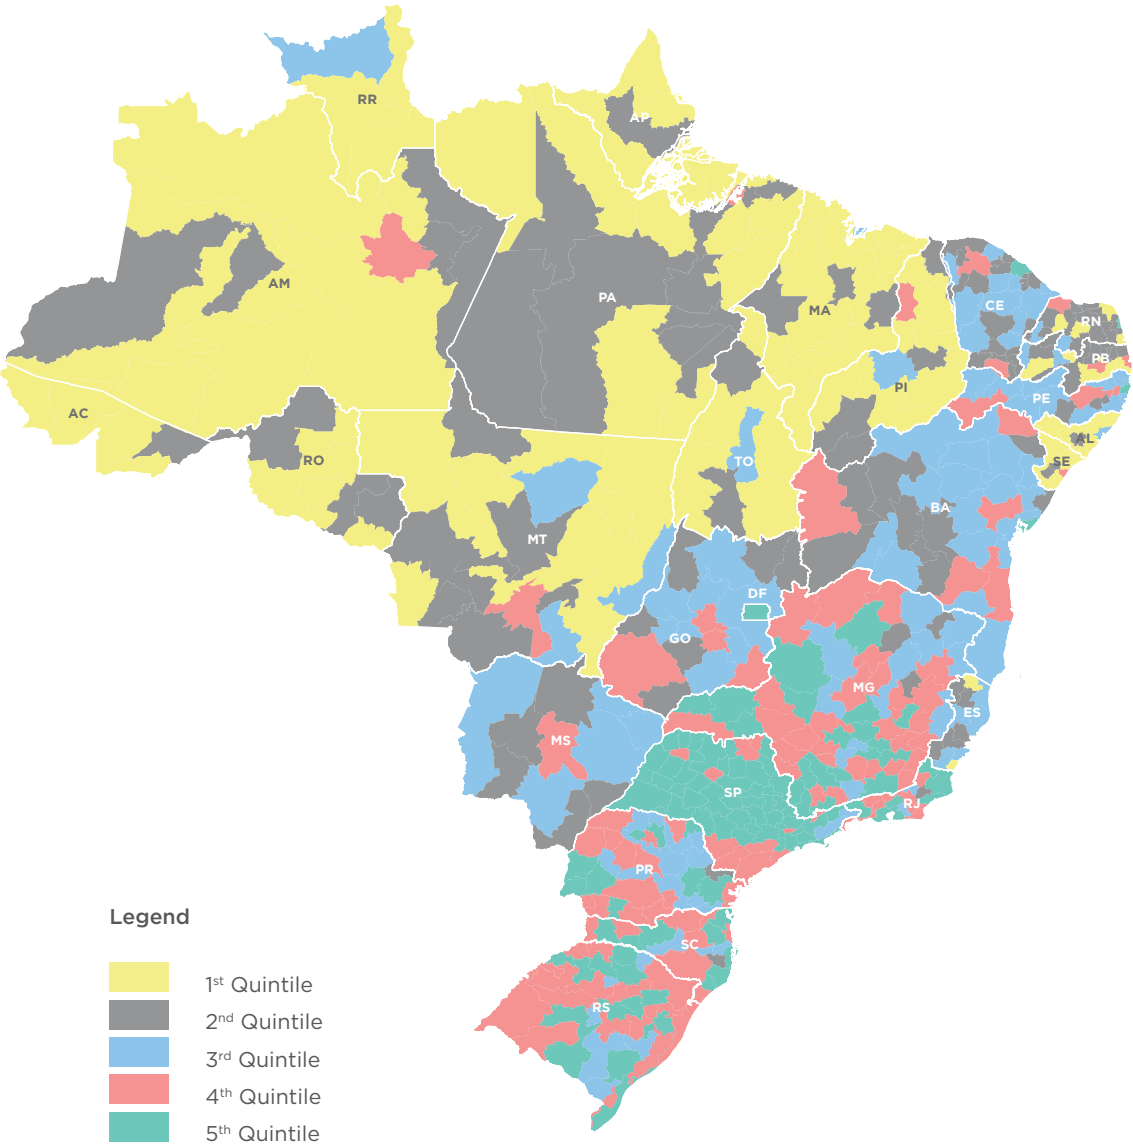 RR
AP
AM
PA
MA
CE
RN
PB
PI
PE
AC
AL
SE
RO
TO
BA
MT
DF
GO
MG
ES
MS
SP
RJ
PR
SC
RS
Legend
1st Quintile
2nd Quintile
3rd Quintile
4th Quintile
5th Quintile